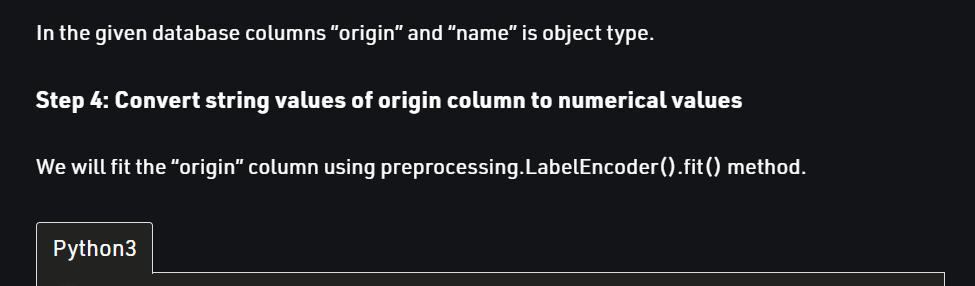 In the given database columns “origin” and “name” is object type.
Step 4: Convert string values of origin column to numerical values
We will fit the “origin” column using preprocessing.LabelEncoder().fit() method.
Python3